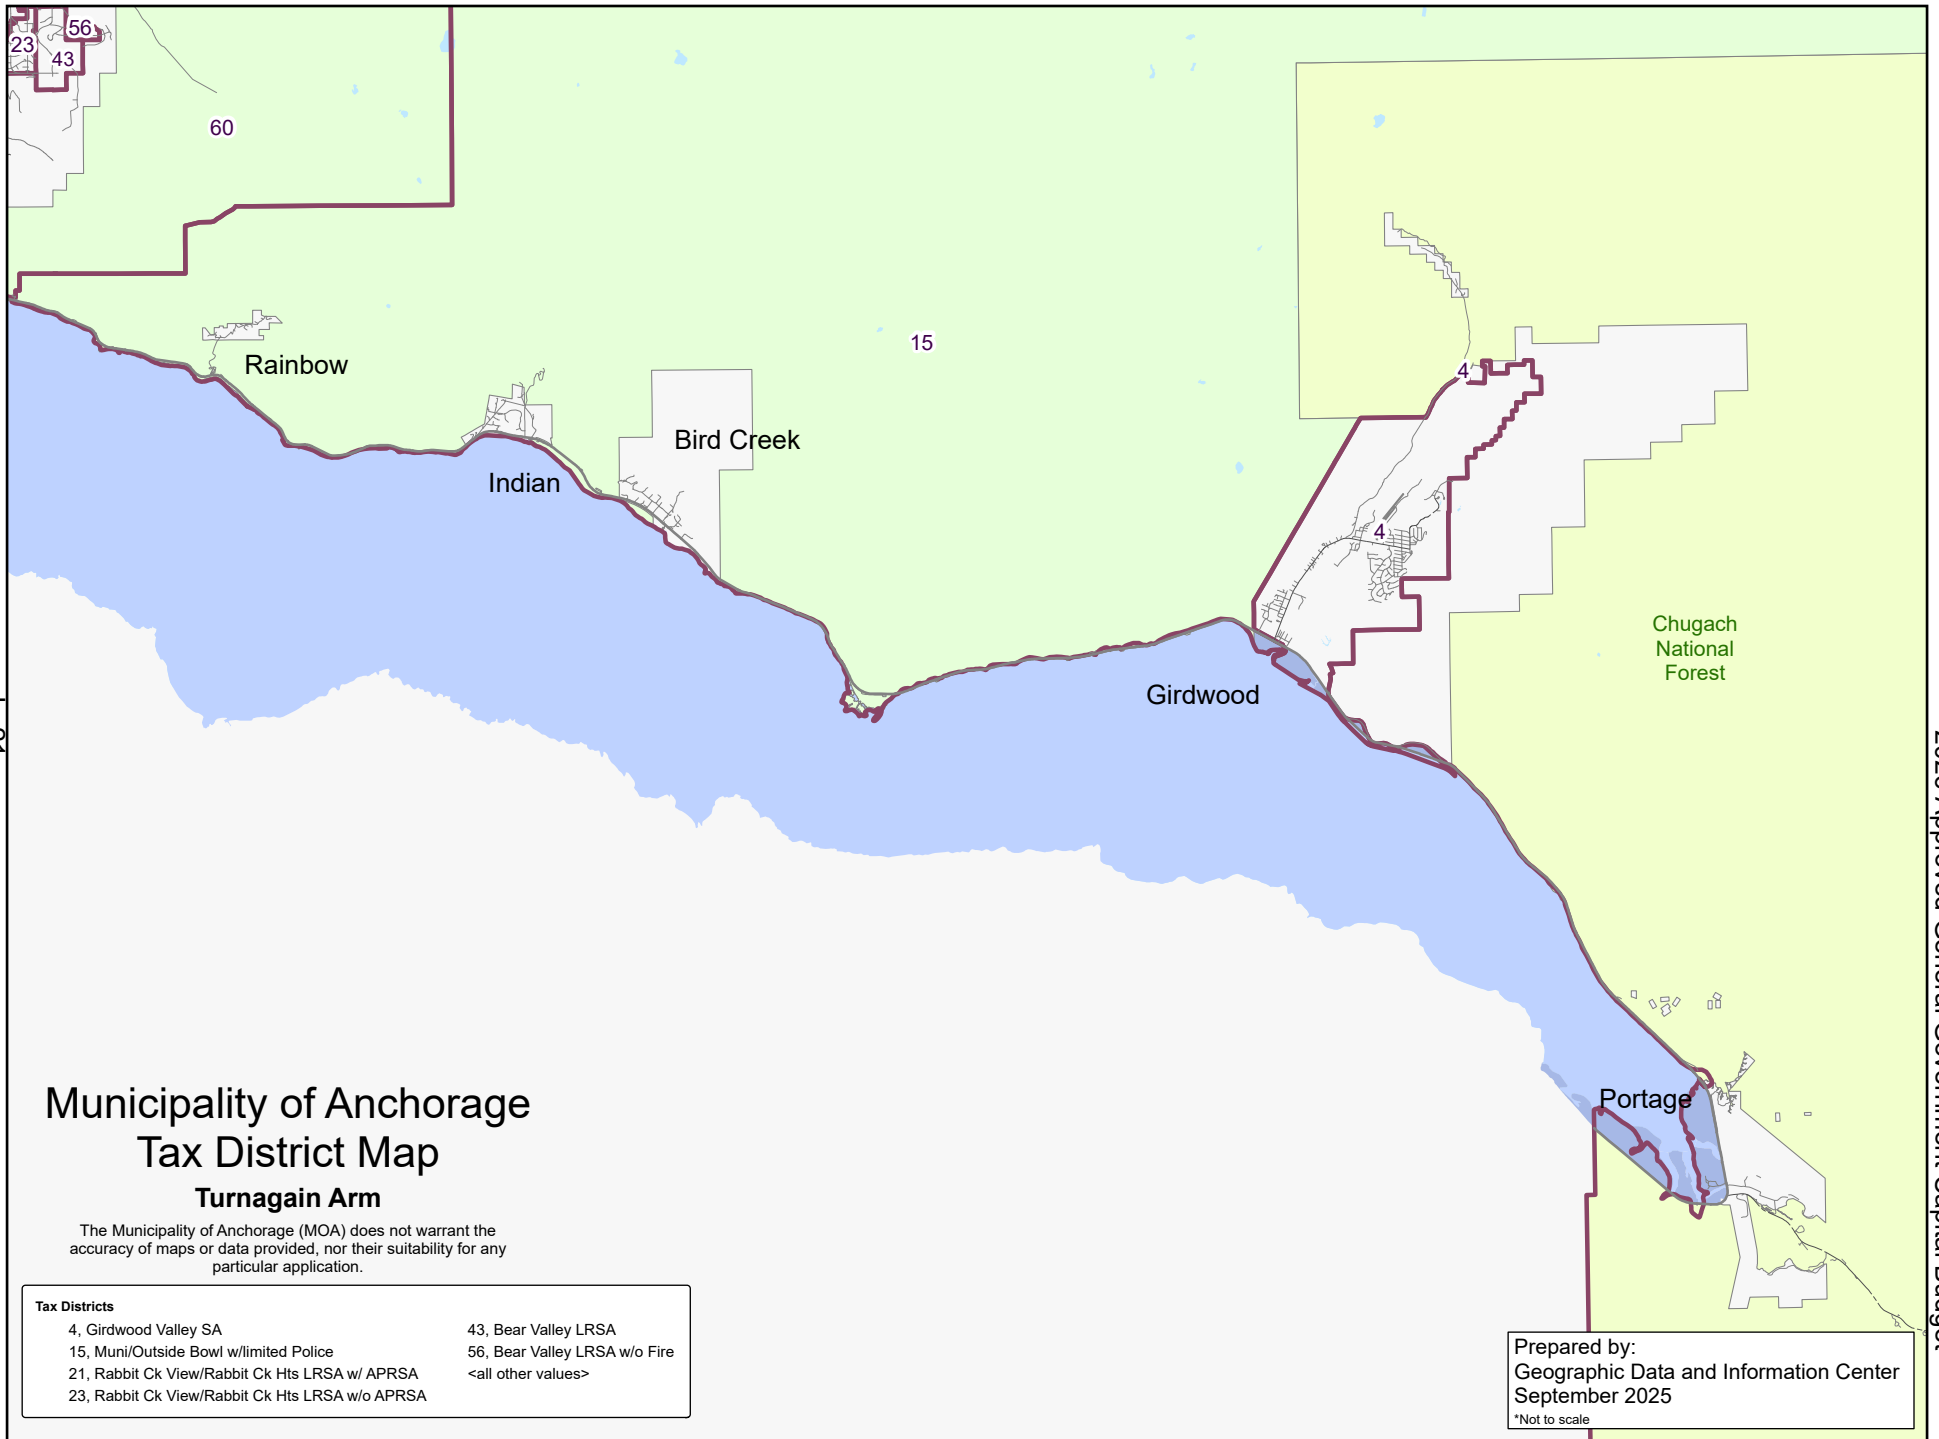 56
23
43
60
15
Rainbow
4
Bird Creek
Indian
4
Chugach
National
Forest
Girdwood
Portage
Municipality of Anchorage
Tax District Map
Turnagain Arm
The Municipality of Anchorage (MOA) does not warrant the
accuracy of maps or data provided, nor their suitability for any
particular application.
Tax Districts
4, Girdwood Valley SA
15, Muni/Outside Bowl w/limited Police
21, Rabbit Ck View/Rabbit Ck Hts LRSA w/ APRSA
23, Rabbit Ck View/Rabbit Ck Hts LRSA w/o APRSA
43, Bear Valley LRSA
56, Bear Valley LRSA w/o Fire
<all other values>
Prepared by:
Geographic Data and Information Center
September 2025
*Not to scale
Approved General Government Capital Budget